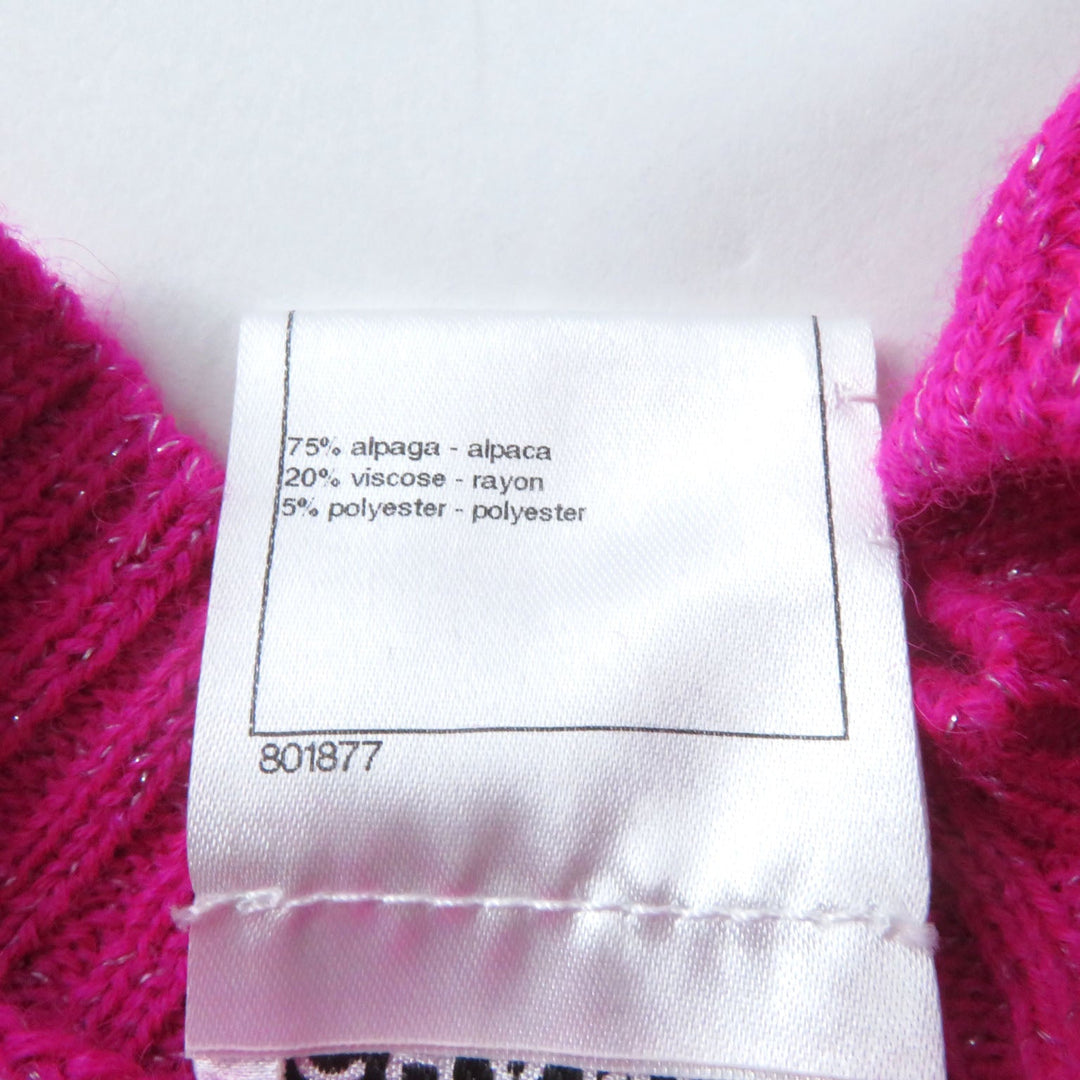 75% alpaga - alpaca
20% viscose - rayon
5% polyester - polyester
801877